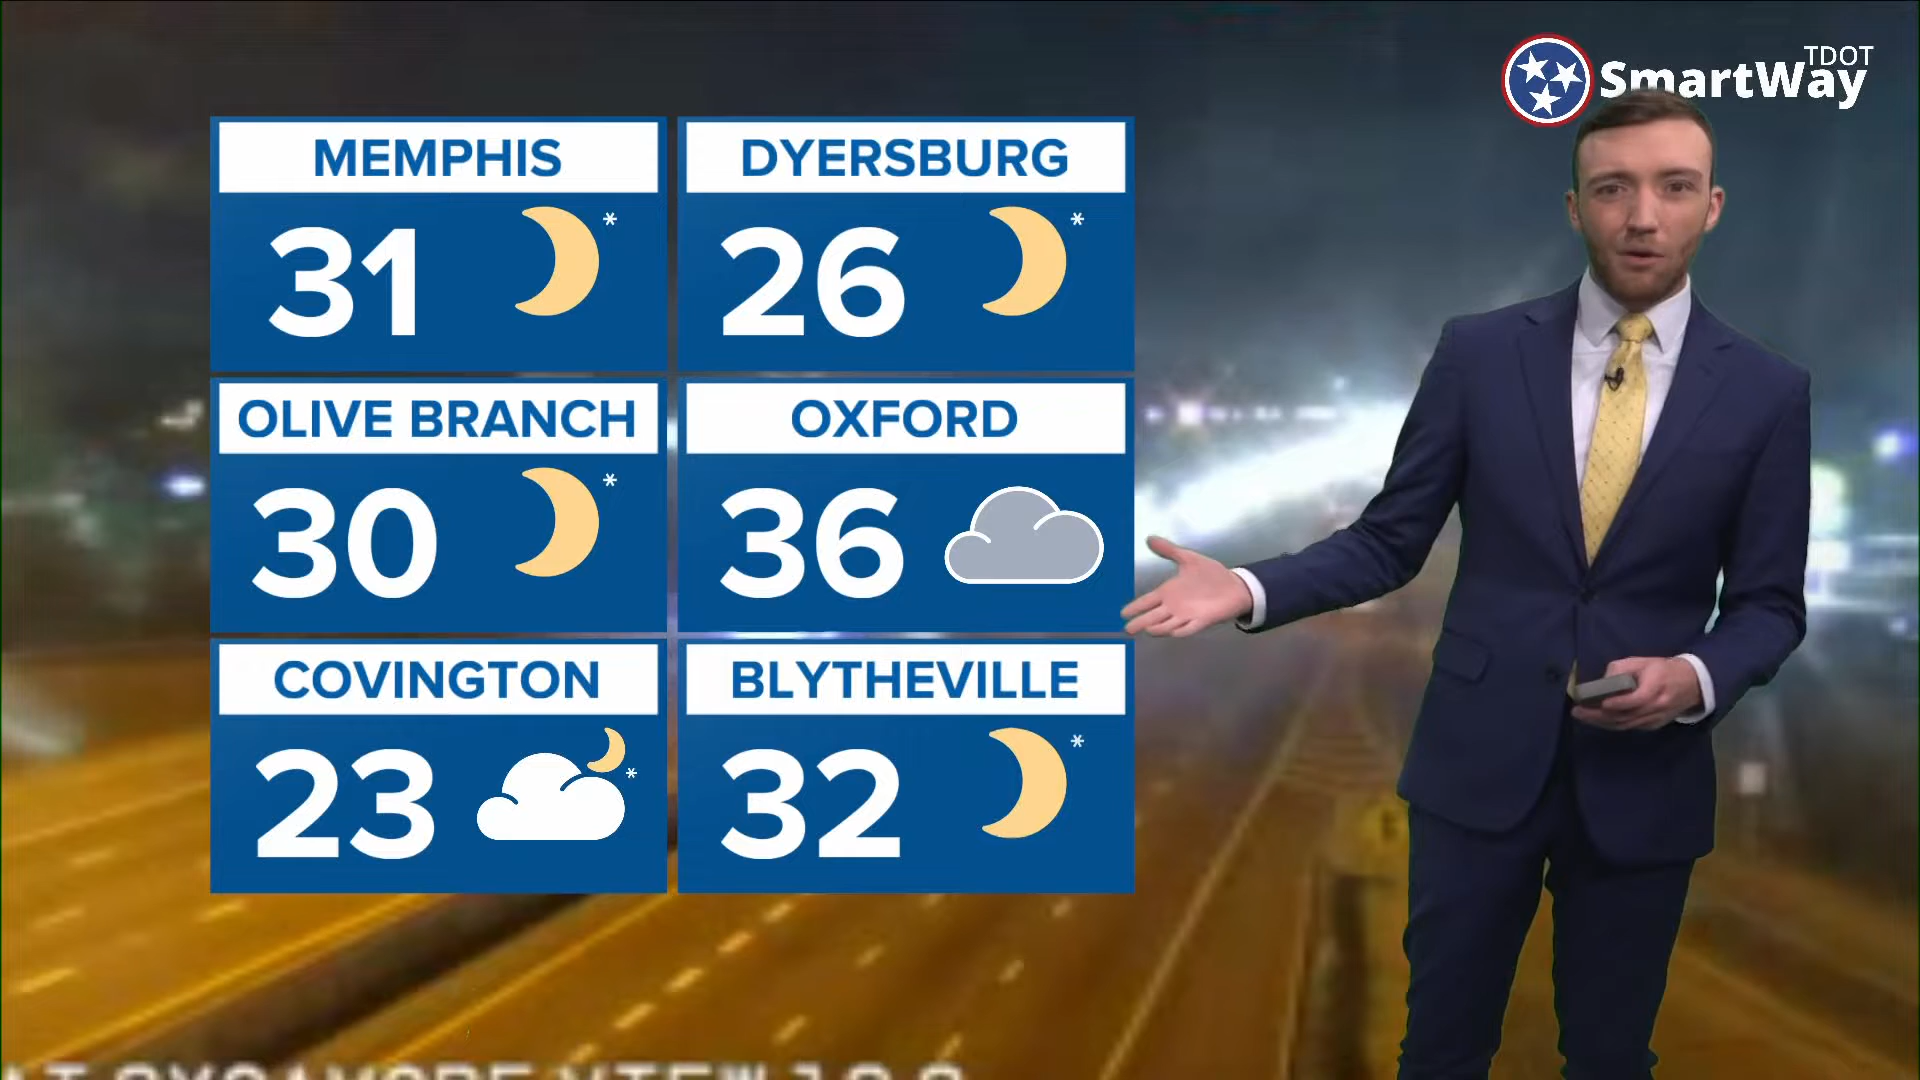 TDOT
SmartWay
MEMPHIS
DYERSBURG
31
26
OLIVE BRANCH
OXFORD
30
36
COVINGTON
BLYTHEVILLE
23
32